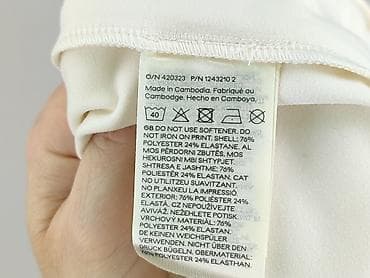 O/N 420323 P/N 1243210 2
Made in Cambodia. Fabriqué au
Cambodge. Hecho en Camboya.
40
GB DO NOT USE SOFTENER. DO
NOT IRON ON PRINT. SHELL: 76%
POLYESTER 24% ELASTANE. AL
MOS PËRDORNI ZBUTËS. MOS
HEKUROSNI MBI SHTYPJET.
SHTRESA E JASHTME: 76%
POLIESTËR 24% ELASTAN. CAT
NO UTILITZEU SUAVITZANT.
NO PLANXEU LA IMPRESIÓ
EXTERIOR: 76% POLIÈSTER 24%
ELASTÀ. CZ NEPOUŽÍVAT
AVIVÁŽ. NEŽEHLETE POTISK.
VRCHOVÝ MATERIÁL: 76%
POLYESTER 24% ELASTAN.
DE KEINEN WEICHSPÜLER
VERWENDEN. NICHT ÜBER DEN
DRUCK BÜGELN. OBERMATERIAL:
76% POLYESTER 24% ELASTHAN.